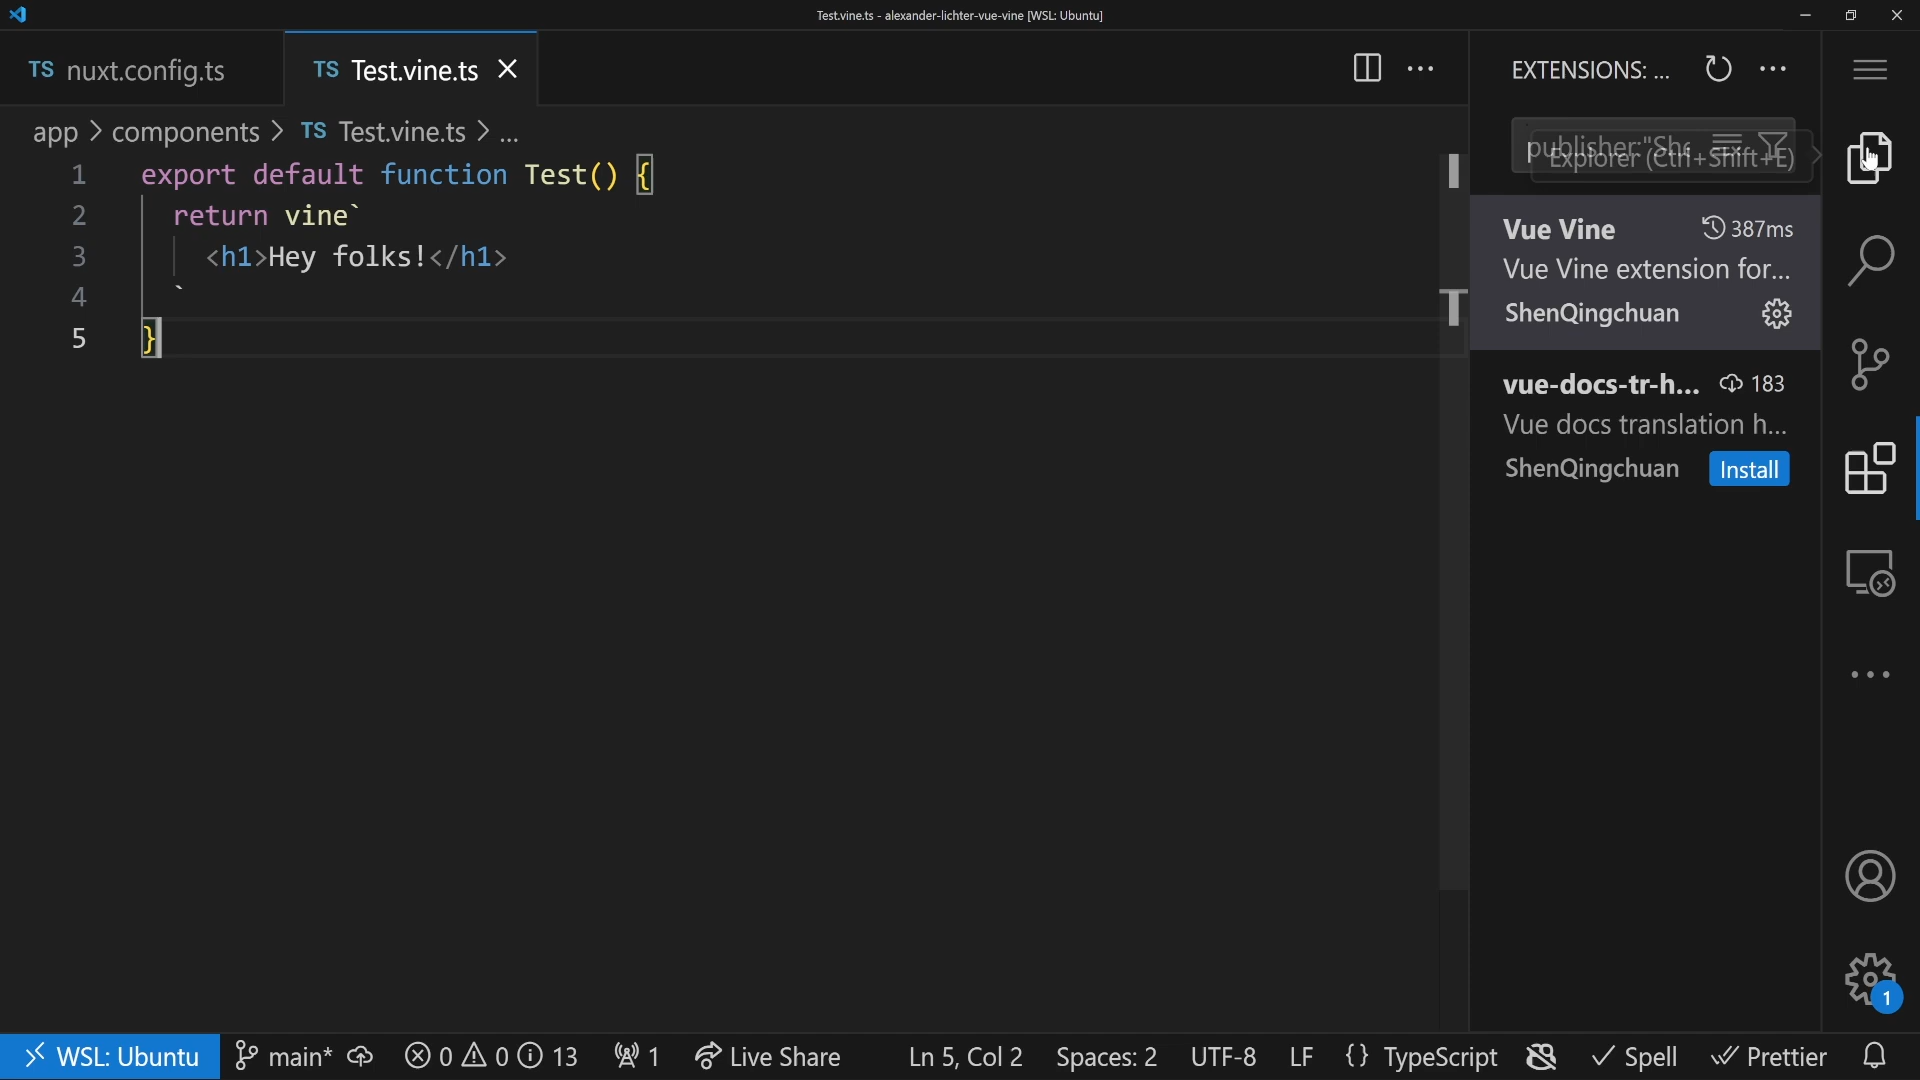 Test.vine.ts - alexander-lichter-vue-vine [WSL: Ubuntu]
TS nuxt.config.ts
TS Test.vine.ts
app > components > TS Test.vine.ts > ...
1 export default function Test() {
2 return vine`
3 <h1>Hey folks!</h1>
4 `
5 }
EXTENSIONS: ...
publisher:"She
Explorer (Ctrl+Shift+E)
Vue Vine 387ms
Vue Vine extension for...
ShenQingchuan
vue-docs-tr-h... 183
Vue docs translation h...
ShenQingchuan Install
1
WSL: Ubuntu main* 0 0 13 1 Live Share Ln 5, Col 2 Spaces: 2 UTF-8 LF {} TypeScript Spell Prettier